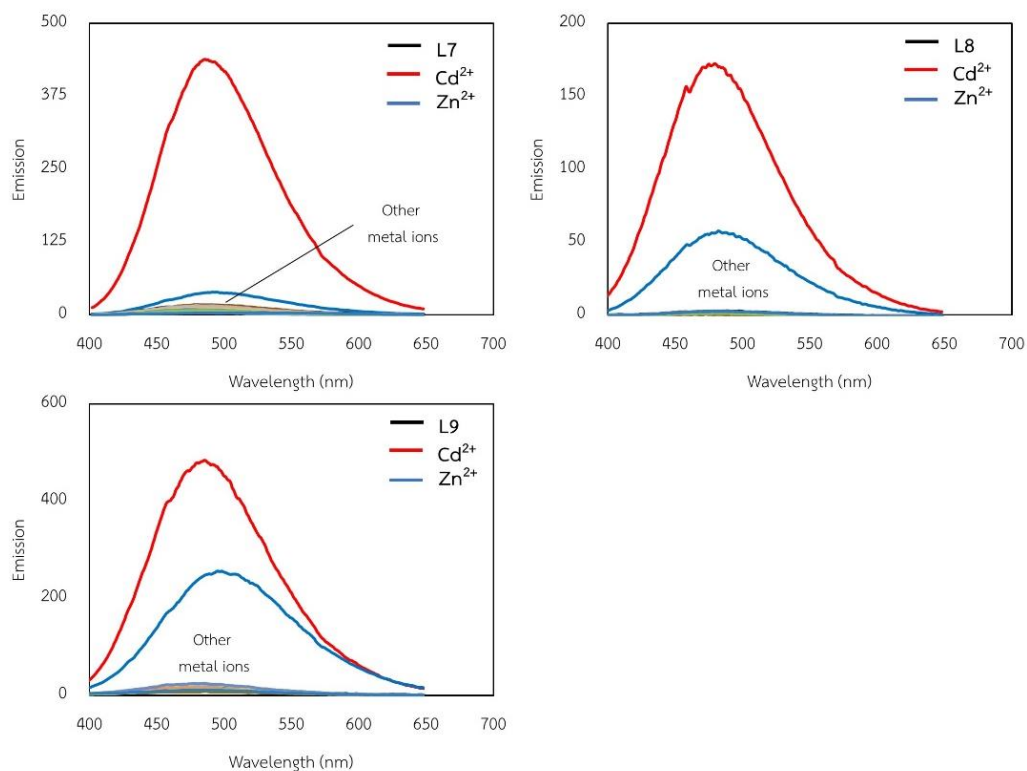 500
375
250
125
0
Emission
L7
Cd²⁺
Zn²⁺
Other
metal ions
400 450 500 550 600 650 700
Wavelength (nm)
200
150
100
50
0
Emission
L8
Cd²⁺
Zn²⁺
Other
metal ions
400 450 500 550 600 650 700
Wavelength (nm)
600
400
200
0
Emission
L9
Cd²⁺
Zn²⁺
Other
metal ions
400 450 500 550 600 650 700
Wavelength (nm)